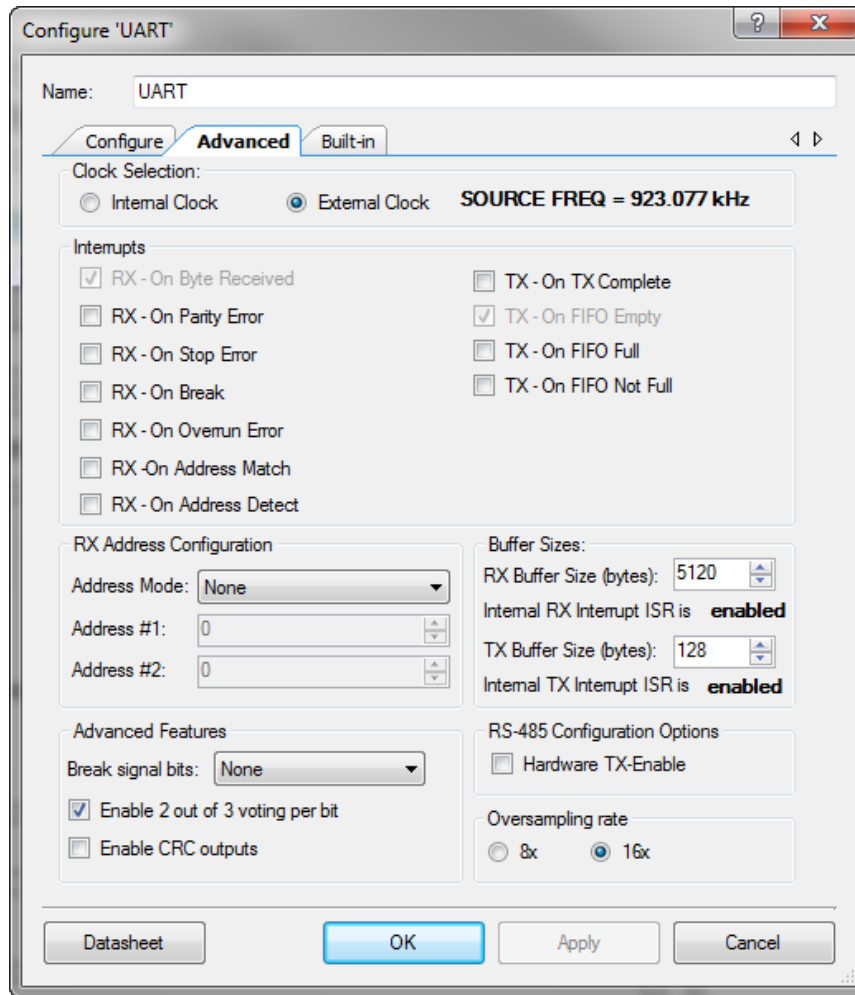 Configure 'UART'
Name: UART
Configure Advanced Built-in
Clock Selection:
Internal Clock External Clock SOURCE FREQ = 923.077 kHz
Interrupts
RX - On Byte Received
RX - On Parity Error
RX - On Stop Error
RX - On Break
RX - On Overrun Error
RX -On Address Match
RX - On Address Detect
TX - On TX Complete
TX - On FIFO Empty
TX - On FIFO Full
TX - On FIFO Not Full
RX Address Configuration
Address Mode: None
Address #1: 0
Address #2: 0
Buffer Sizes:
RX Buffer Size (bytes): 5120
Internal RX Interrupt ISR is enabled
TX Buffer Size (bytes): 128
Internal TX Interrupt ISR is enabled
Advanced Features
Break signal bits: None
Enable 2 out of 3 voting per bit
Enable CRC outputs
RS-485 Configuration Options
Hardware TX-Enable
Oversampling rate
8x 16x
Datasheet OK Apply Cancel